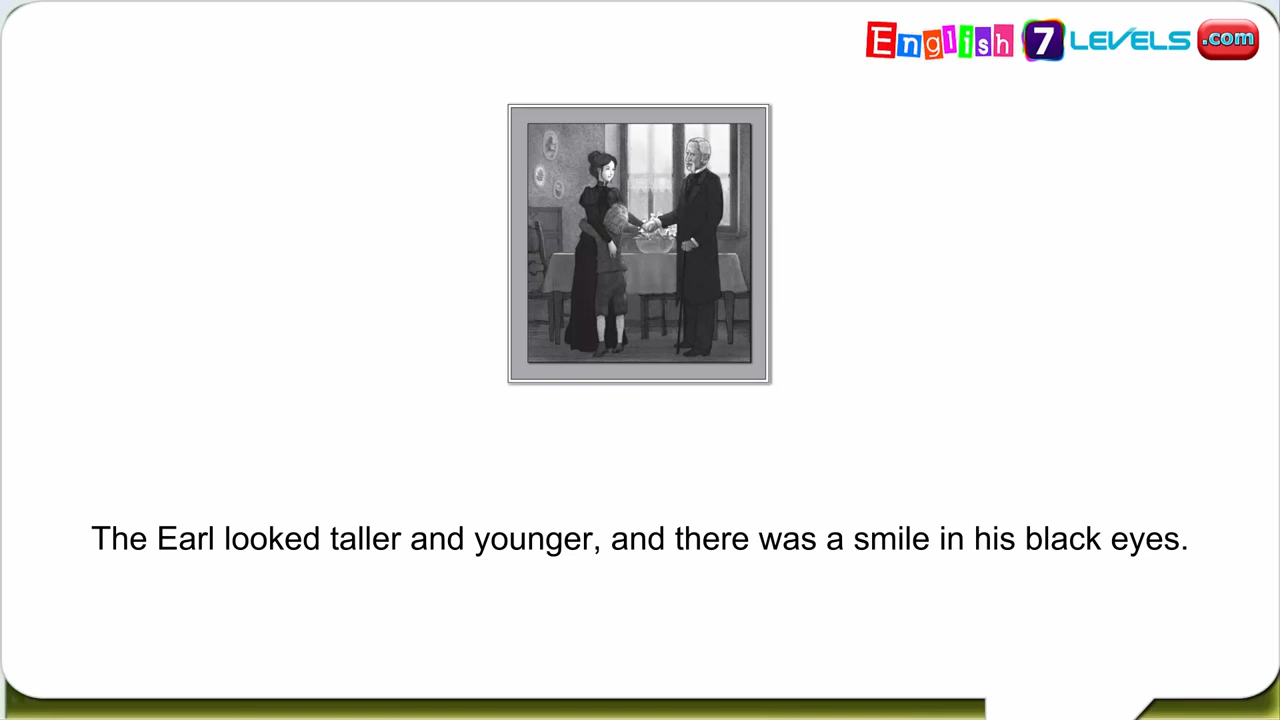 English 7 LEVELS .com
The Earl looked taller and younger, and there was a smile in his black eyes.